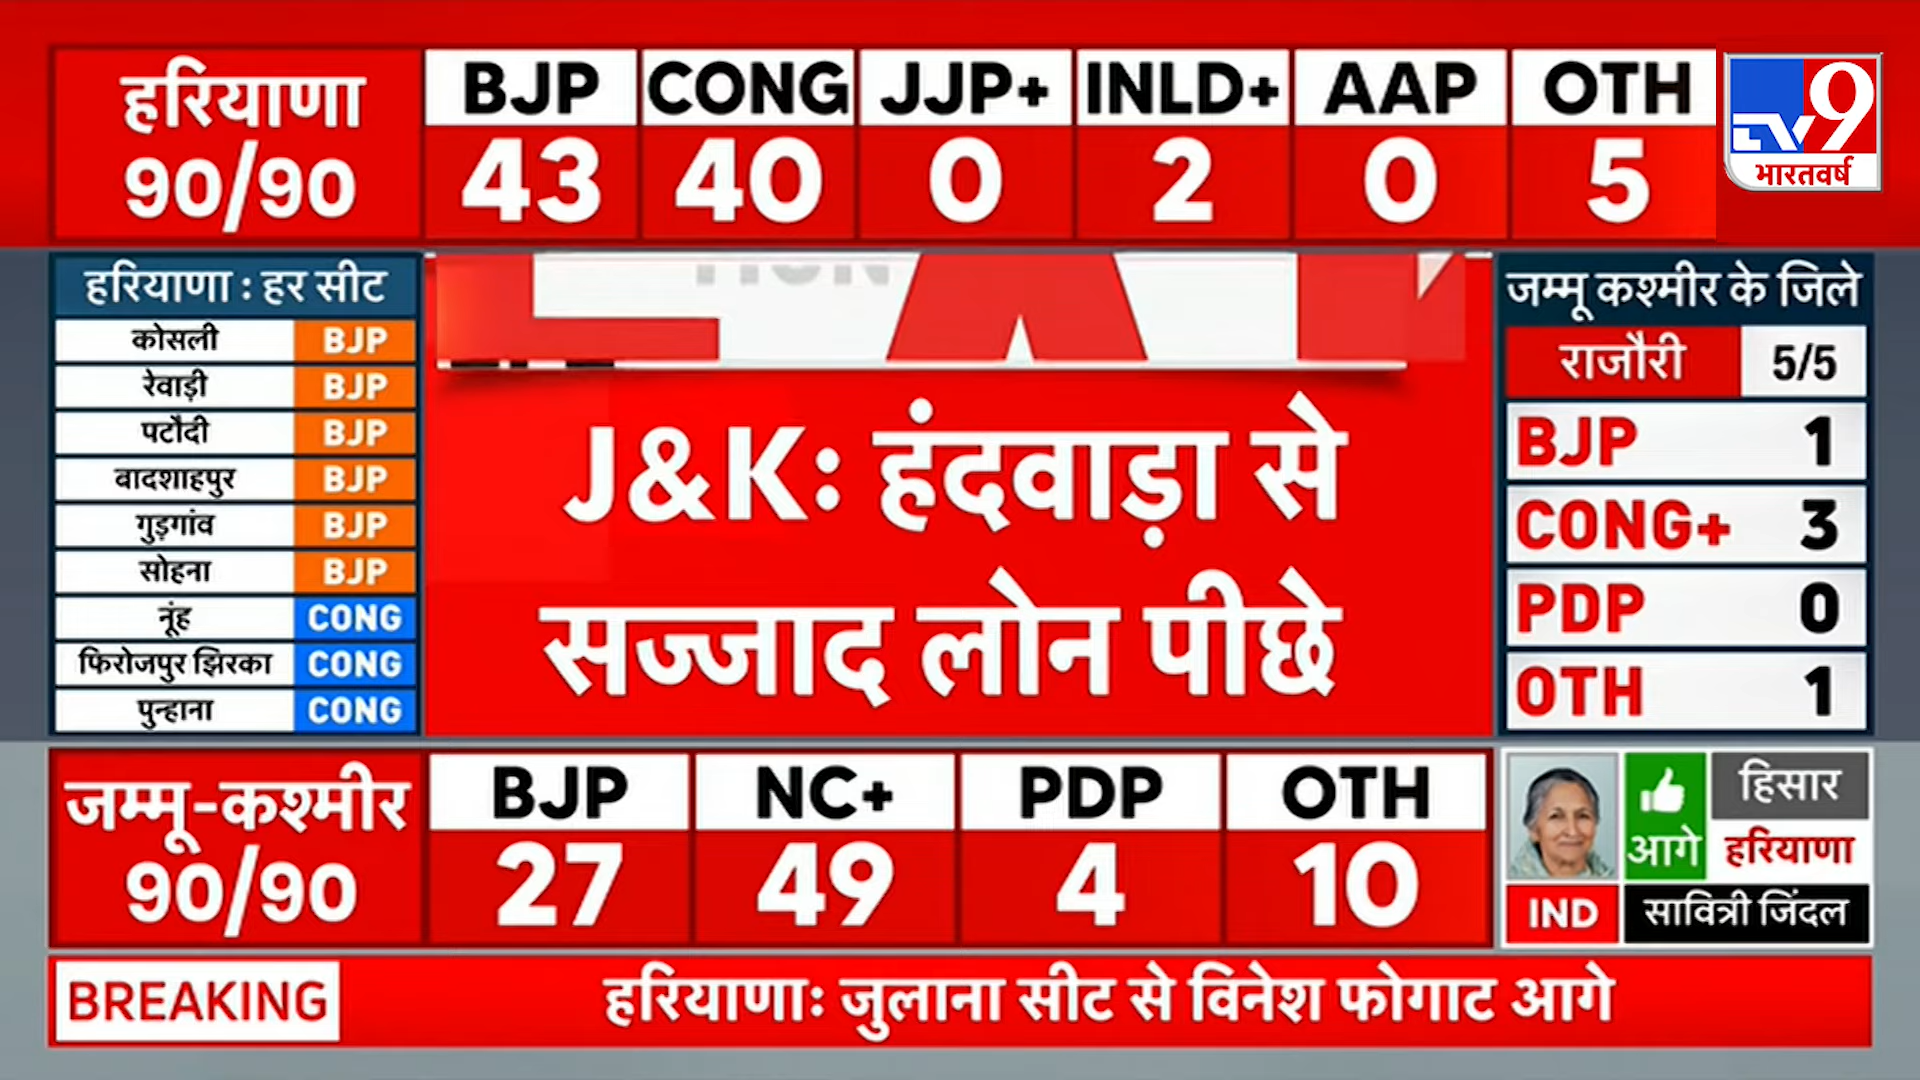 हरियाणा
90/90
BJP CONG JJP+ INLD+ AAP OTH
43 40 0 2 0 5
TV9
भारतवर्ष
हरियाणा : हर सीट
कोसली BJP
रेवाड़ी BJP
पटौदी BJP
बादशाहपुर BJP
गुड़गांव BJP
सोहना BJP
नूंह CONG
फिरोजपुर झिरका CONG
पुन्हाना CONG
J&K: हंदवाड़ा से
सज्जाद लोन पीछे
जम्मू कश्मीर के जिले
राजौरी 5/5
BJP 1
CONG+ 3
PDP 0
OTH 1
जम्मू-कश्मीर
90/90
BJP NC+ PDP OTH
27 49 4 10
हिसार
आगे हरियाणा
IND सावित्री जिंदल
BREAKING हरियाणाः जुलाना सीट से विनेश फोगाट आगे